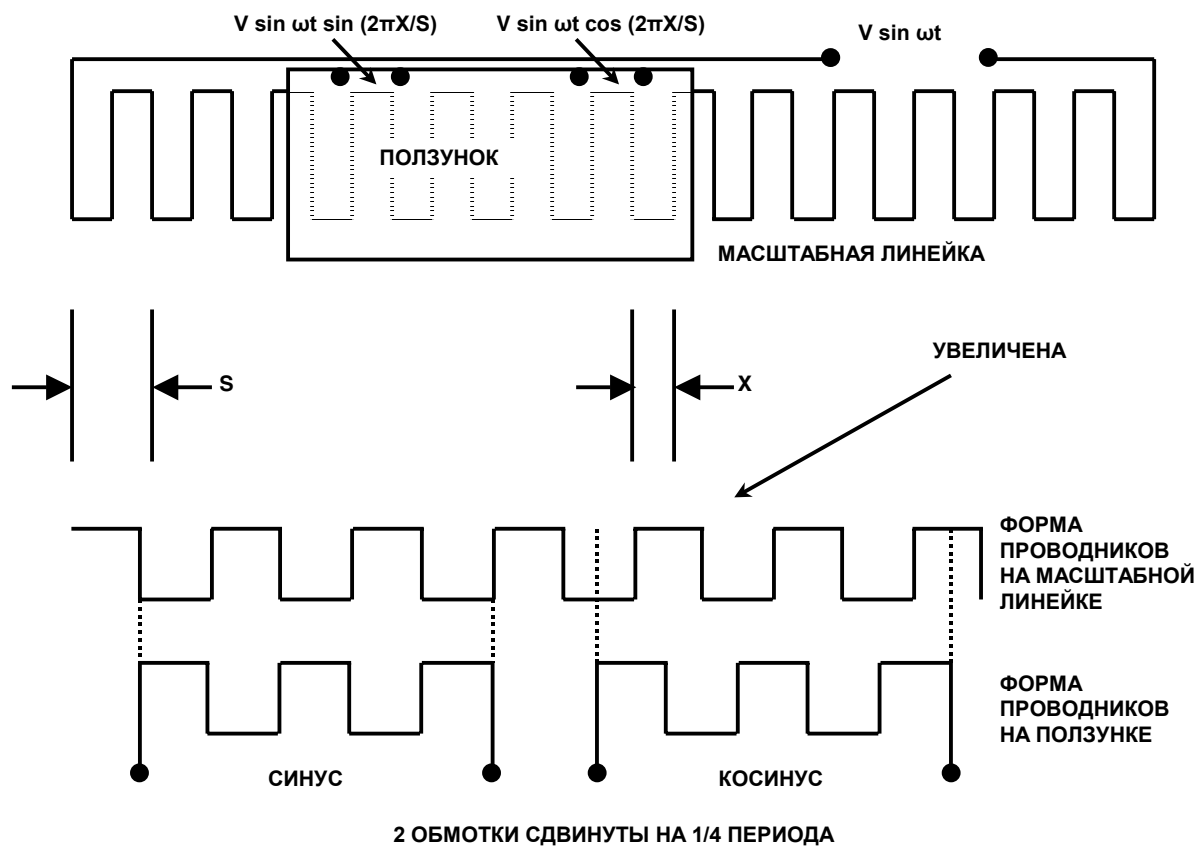 V sin ωt sin (2πX/S)
V sin ωt cos (2πX/S)
V sin ωt
ПОЛЗУНОК
МАСШТАБНАЯ ЛИНЕЙКА
УВЕЛИЧЕНА
S
X
ФОРМА
ПРОВОДНИКОВ
НА МАСШТАБНОЙ
ЛИНЕЙКЕ
ФОРМА
ПРОВОДНИКОВ
НА ПОЛЗУНКЕ
СИНУС
КОСИНУС
2 ОБМОТКИ СДВИНУТЫ НА 1/4 ПЕРИОДА